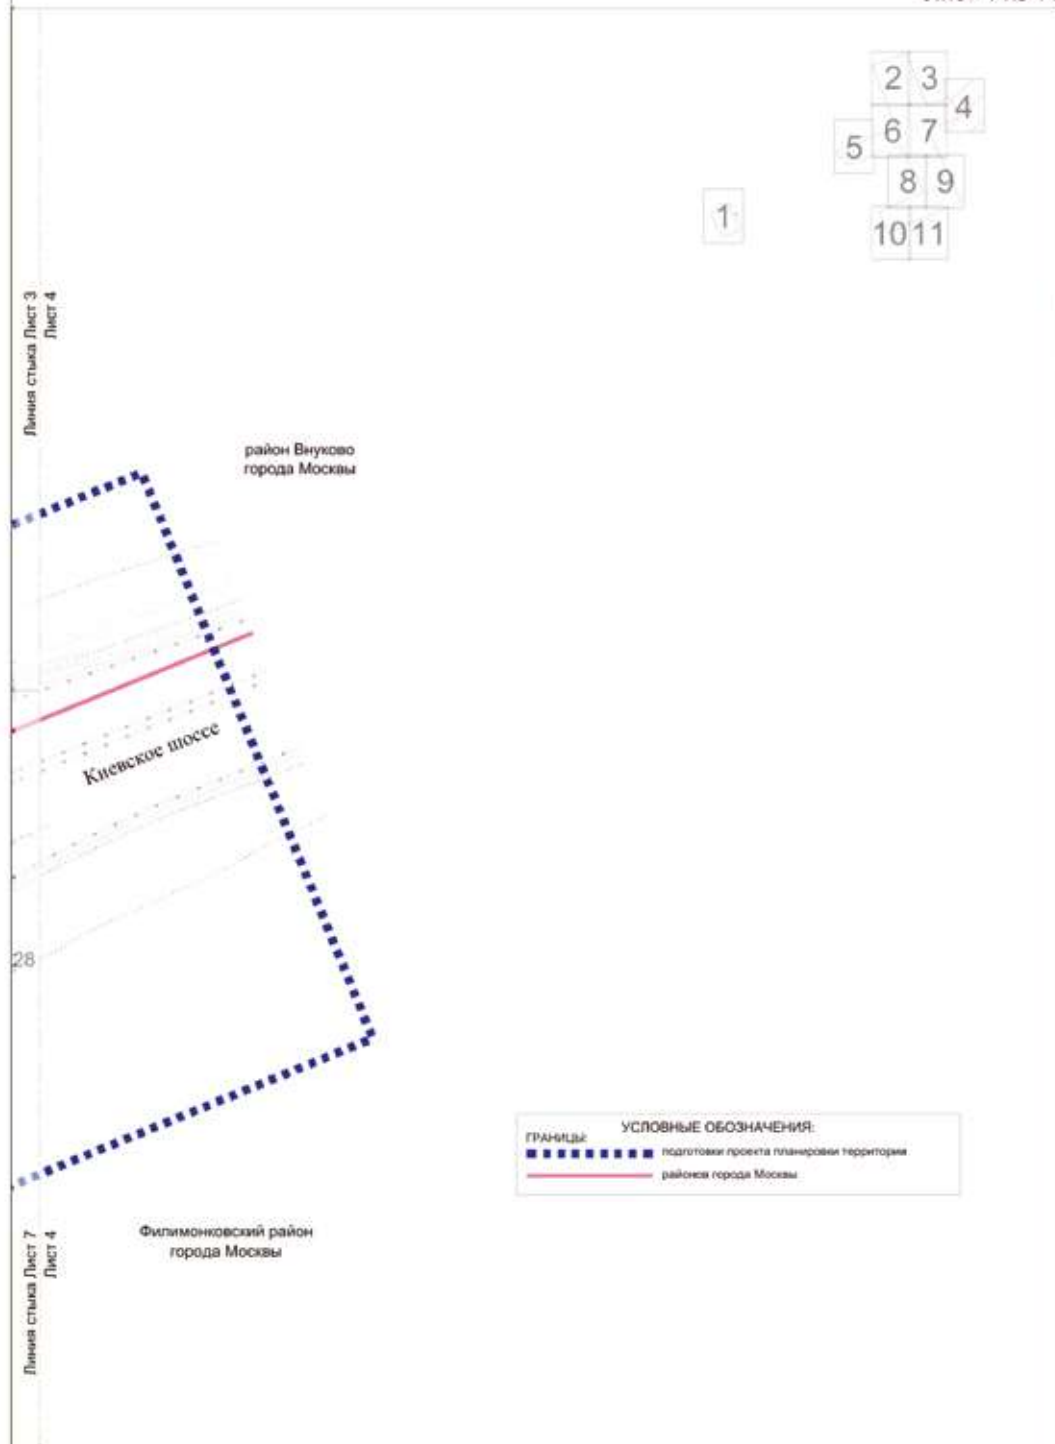 2 3
4
6 7
5
8 9
1
10 11
Линия стыка Лист 3
Лист 4
район Внуково
города Москвы
Киевское шоссе
28
УСЛОВНЫЕ ОБОЗНАЧЕНИЯ:
ГРАНИЦЫ:
подготовки проекта планировки территории
районов города Москвы
Филимонковский район
города Москвы
Линия стыка Лист 7
Лист 4